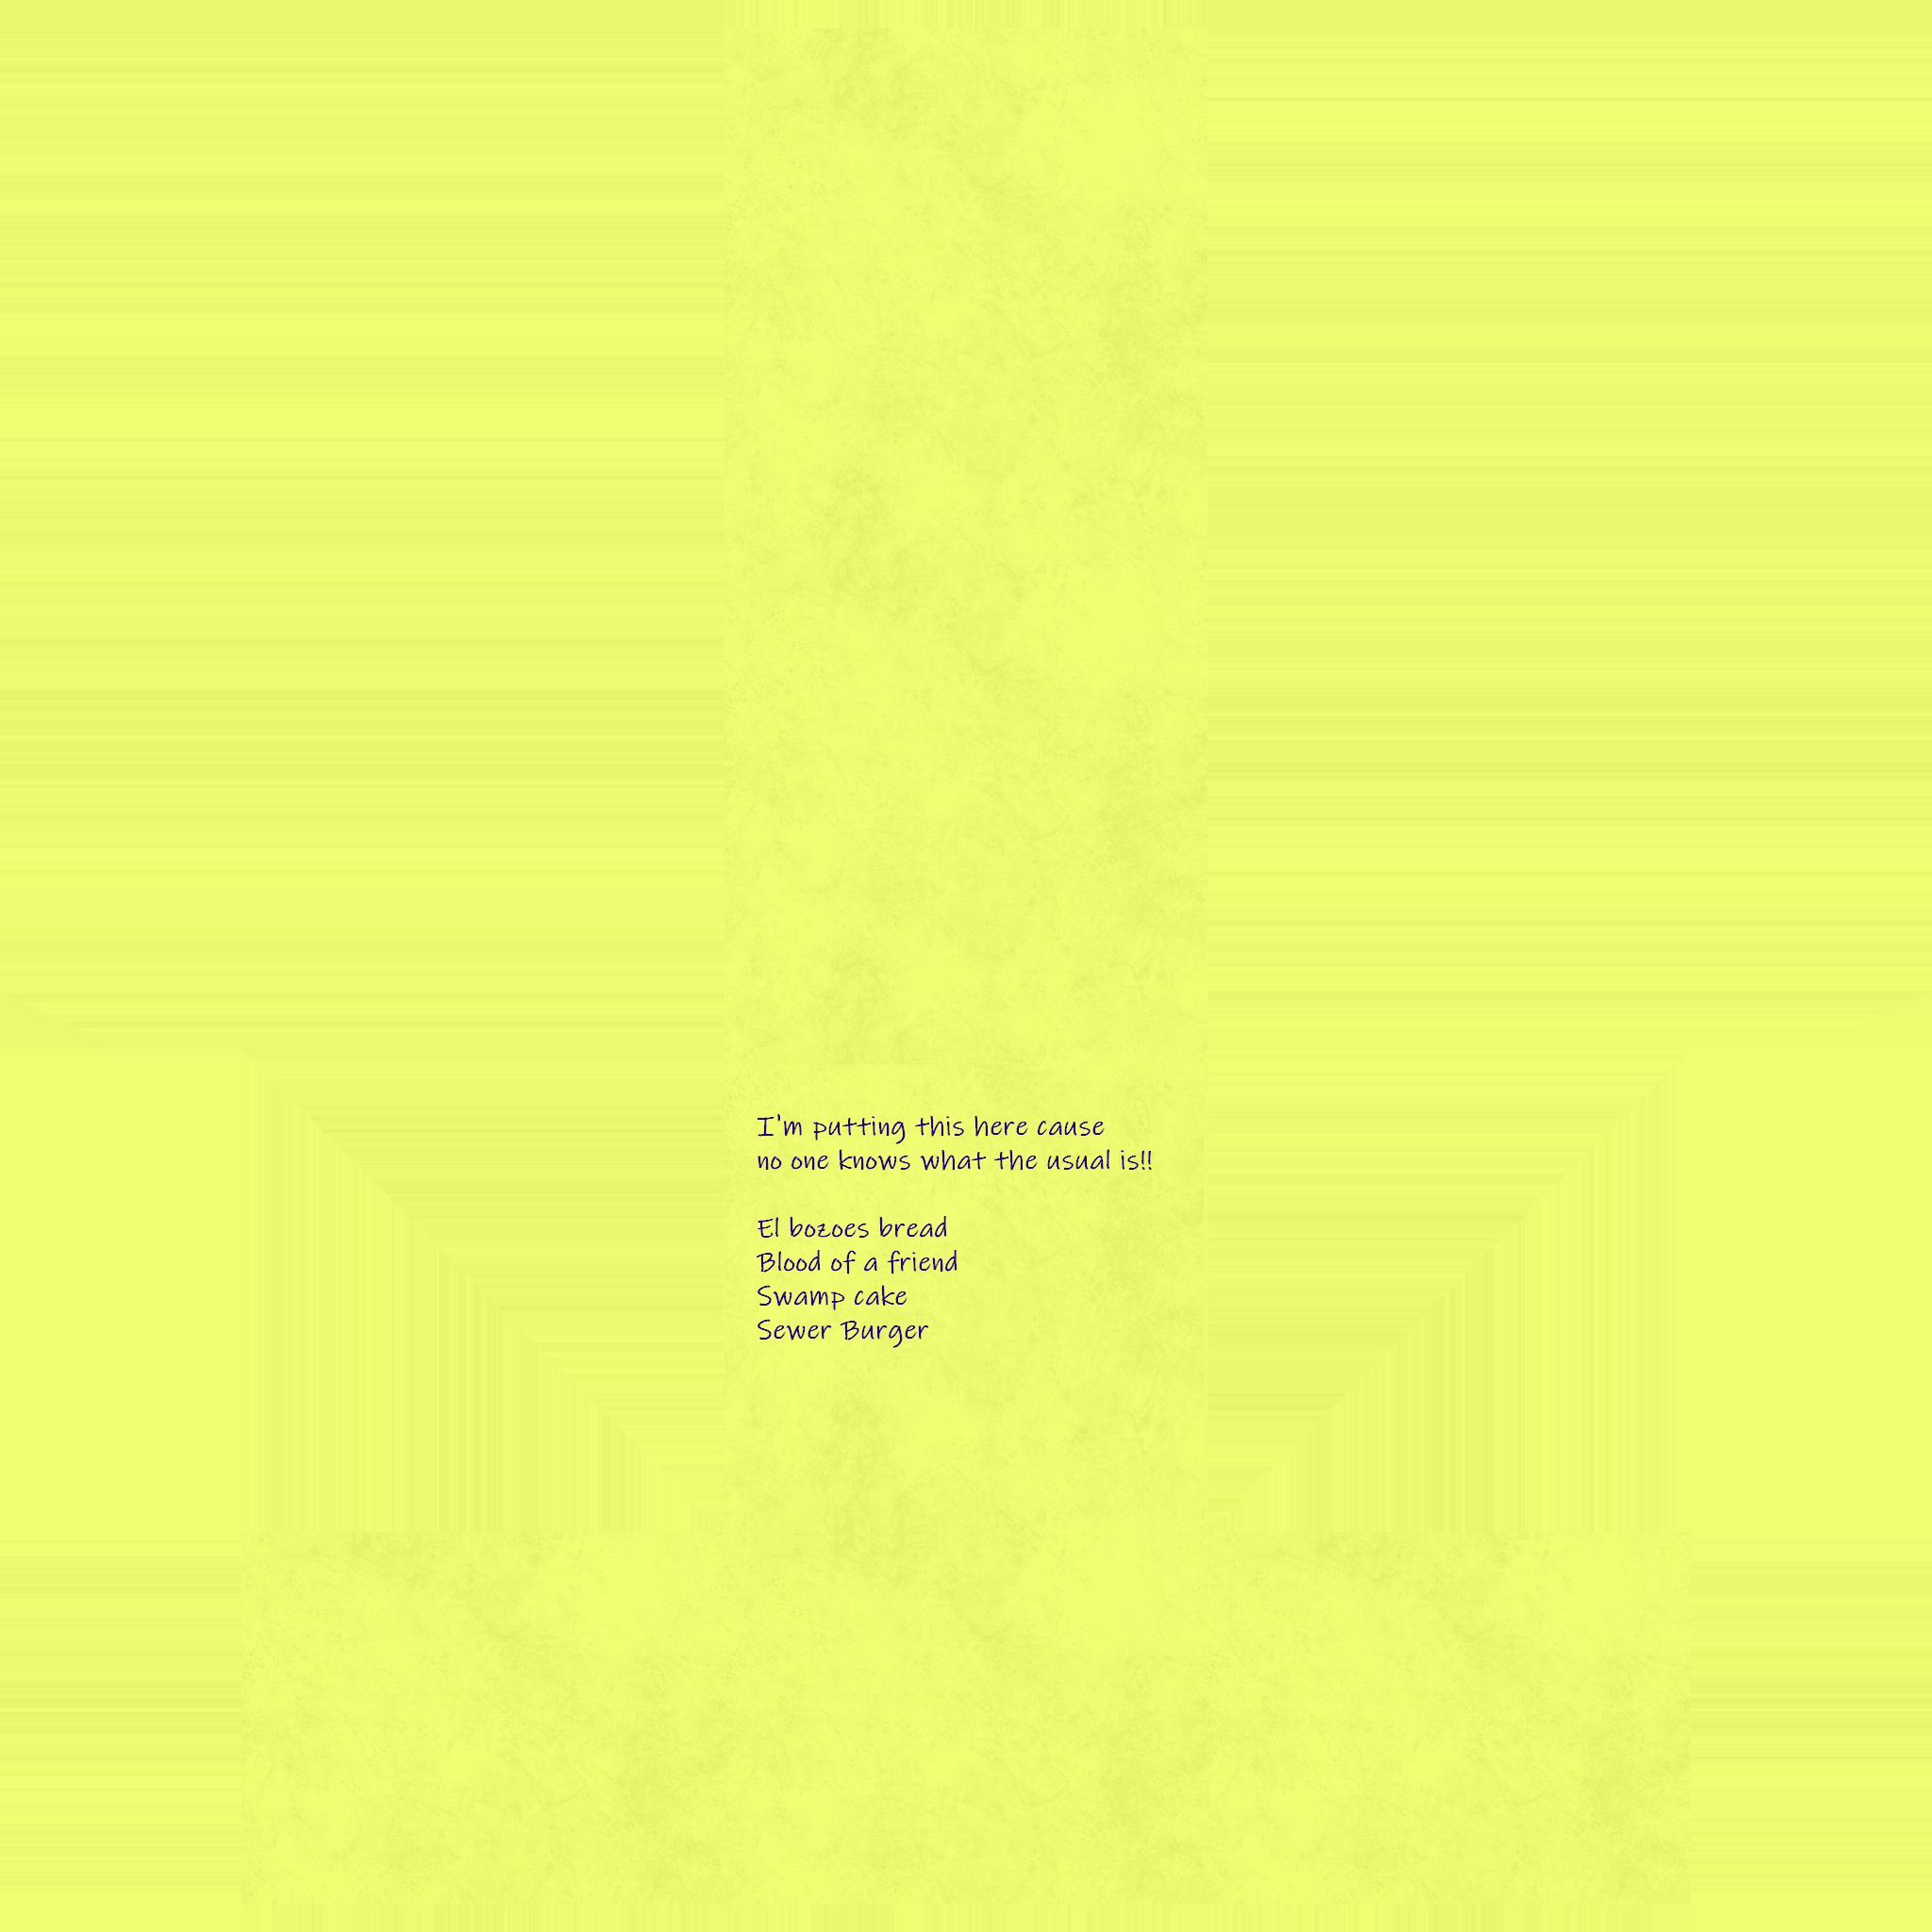 I'm putting this here cause
no one knows what the usual is!!
El bozoes bread
Blood of a friend
Swamp cake
Sewer Burger